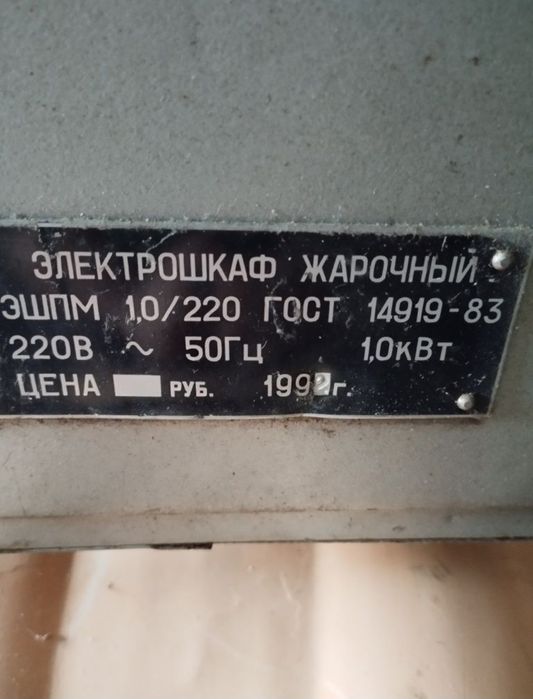 ЭЛЕКТРОШКАФ ЖАРОЧНЫЙ
ЭШПМ 1,0/220 ГОСТ 14919-83
220В ~ 50Гц 1,0кВт
ЦЕНА РУБ. 1992г.